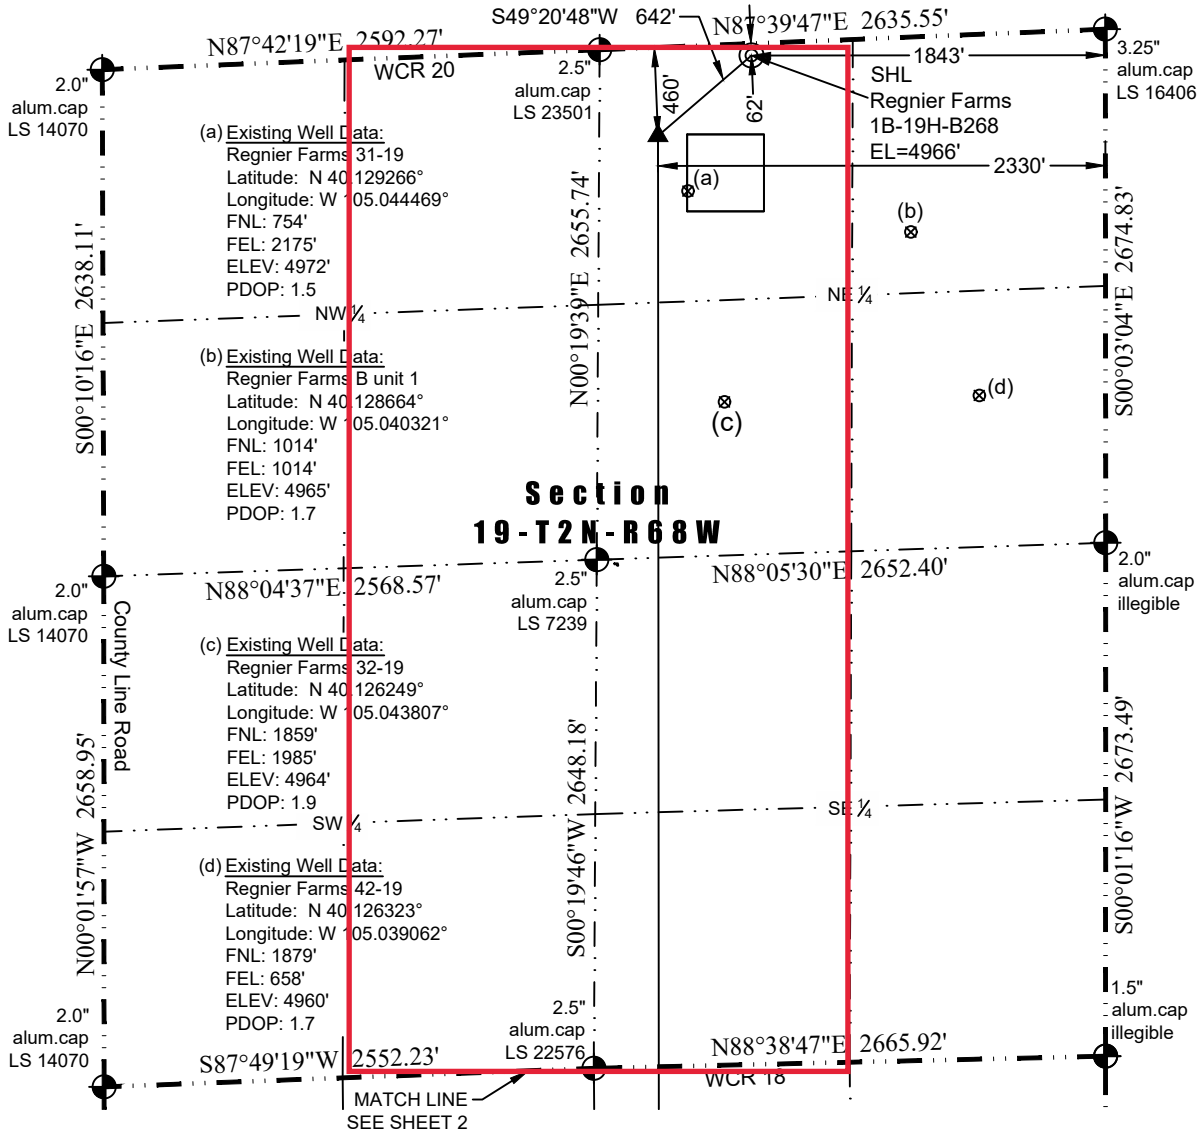 S49°20'48"W 642'
N87°42'19"E 2592.27'
N87°39'47"E 2635.55'
WCR 20
1843'
2.0"
alum.cap
LS 14070
2.5"
alum.cap
LS 23501
3.25"
alum.cap
LS 16406
460'
62'
SHL
Regnier Farms
1B-19H-B268
EL=4966'
2330'
(a) Existing Well Data:
Regnier Farms 31-19
Latitude: N 40.129266°
Longitude: W 105.044469°
FNL: 754'
FEL: 2175'
ELEV: 4972'
PDOP: 1.5
(a)
(b)
S00°10'16"E 2638.11'
N00°19'39"E 2655.74'
S00°03'04"E 2674.83'
NW ¼
NE ¼
(b) Existing Well Data:
Regnier Farms B unit 1
Latitude: N 40.128664°
Longitude: W 105.040321°
FNL: 1014'
FEL: 1014'
ELEV: 4965'
PDOP: 1.7
(c)
(d)
Section
19-T2N-R68W
N88°04'37"E 2568.57'
N88°05'30"E 2652.40'
2.0"
alum.cap
LS 14070
2.5"
alum.cap
LS 7239
2.0"
alum.cap
illegible
County Line Road
(c) Existing Well Data:
Regnier Farms 32-19
Latitude: N 40.126249°
Longitude: W 105.043807°
FNL: 1859'
FEL: 1985'
ELEV: 4964'
PDOP: 1.9
N00°01'57"W 2658.95'
S00°19'46"W 2648.18'
S00°01'16"W 2673.49'
SW ¼
SE ¼
(d) Existing Well Data:
Regnier Farms 42-19
Latitude: N 40.126323°
Longitude: W 105.039062°
FNL: 1879'
FEL: 658'
ELEV: 4960'
PDOP: 1.7
2.0"
alum.cap
LS 14070
2.5"
alum.cap
LS 22576
1.5"
alum.cap
illegible
S87°49'19"W 2552.23'
N88°38'47"E 2665.92'
WCR 18
MATCH LINE
SEE SHEET 2